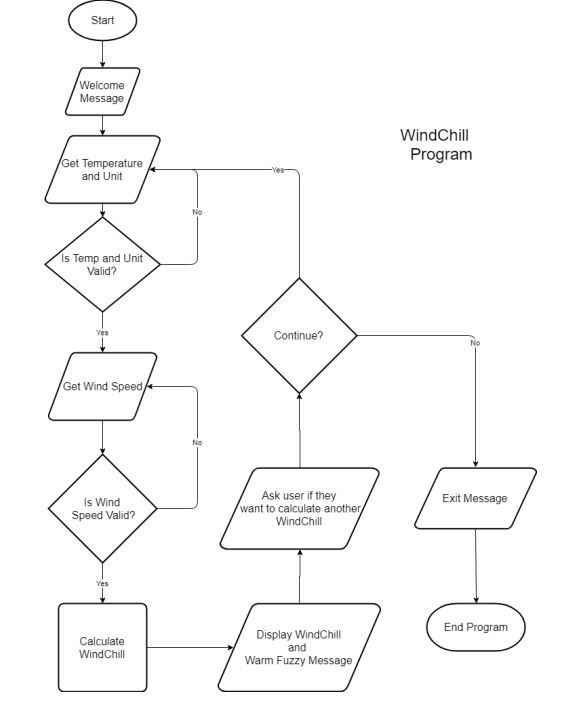 Start
Welcome
Message
WindChill
Program
Get Temperature
and Unit
Yes
No
Is Temp and Unit
Valid?
Yes
Continue?
No
Get Wind Speed
No
Ask user if they
want to calculate another
WindChill
Exit Message
Is Wind
Speed Valid?
Yes
Calculate
WindChill
Display WindChill
and
Warm Fuzzy Message
End Program